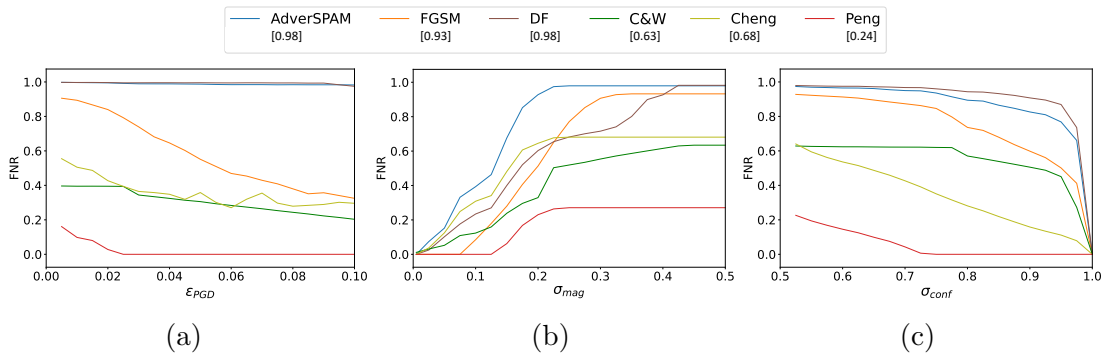 AdverSPAM FGSM DF C&W Cheng Peng
[0.98] [0.93] [0.98] [0.63] [0.68] [0.24]
FNR
1.0
0.8
0.6
0.4
0.2
0.0
0.00 0.02 0.04 0.06 0.08 0.10
ε_PGD
(a)
FNR
1.0
0.8
0.6
0.4
0.2
0.0
0.0 0.1 0.2 0.3 0.4 0.5
σ_mag
(b)
FNR
1.0
0.8
0.6
0.4
0.2
0.0
0.5 0.6 0.7 0.8 0.9 1.0
σ_conf
(c)